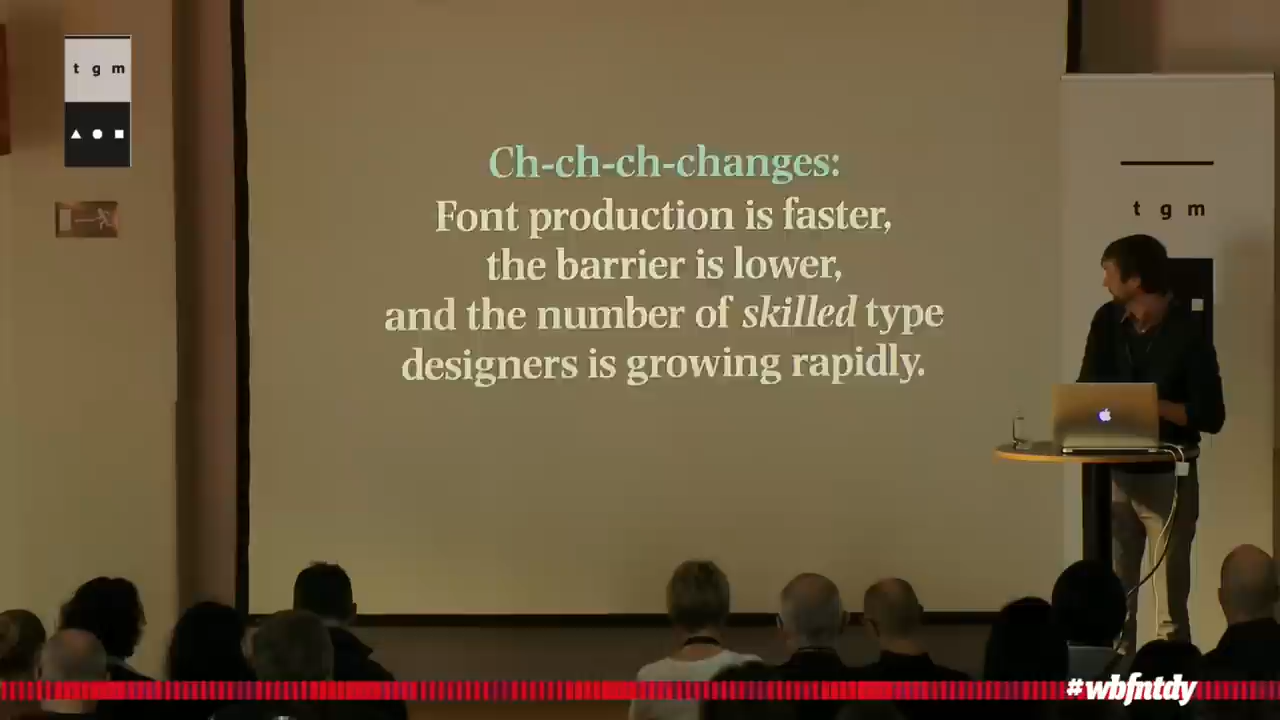 t g m
Ch-ch-ch-changes:
Font production is faster,
the barrier is lower,
and the number of skilled type
designers is growing rapidly.
t g m
#wbfntdy